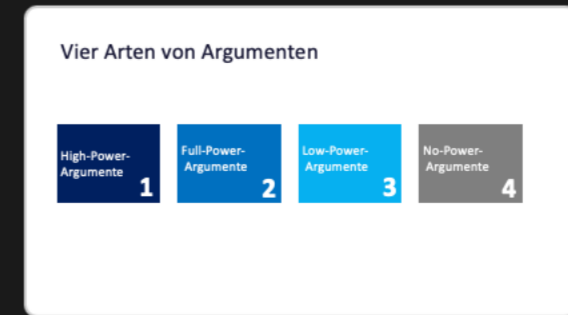 Vier Arten von Argumenten
High-Power-
Argumente
1
Full-Power-
Argumente
2
Low-Power-
Argumente
3
No-Power-
Argumente
4